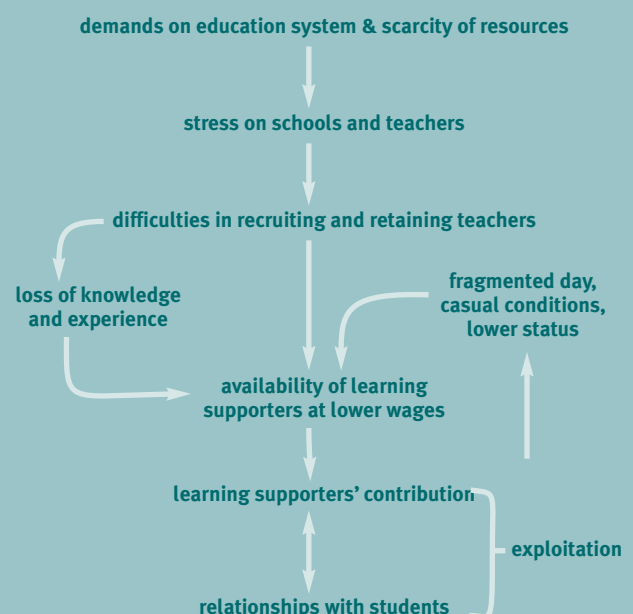 demands on education system & scarcity of resources
stress on schools and teachers
difficulties in recruiting and retaining teachers
loss of knowledge
and experience
fragmented day,
casual conditions,
lower status
availability of learning
supporters at lower wages
learning supporters’ contribution
exploitation
relationships with students